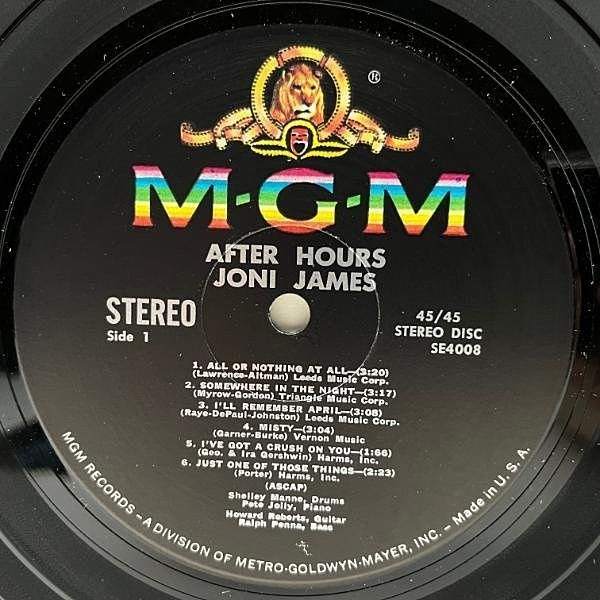 ®
M·G·M
AFTER HOURS
JONI JAMES
STEREO
Side 1
45/45
STEREO DISC
SE4008
1. ALL OR NOTHING AT ALL—(3:20)
(Lawrence-Altman) Leeds Music Corp.
2. SOMEWHERE IN THE NIGHT—(3:17)
(Myrow-Gordon) Triangle Music Corp.
3. I'LL REMEMBER APRIL—(3:08)
(Raye-DePaul-Johnston) Leeds Music Corp.
4. MISTY—(3:04)
(Garner-Burke) Vernon Music
5. I'VE GOT A CRUSH ON YOU—(1:66)
(Geo. & Ira Gershwin) Harms, Inc.
6. JUST ONE OF THOSE THINGS—(2:23)
(Porter) Harms, Inc.
(ASCAP)
Shelley Manne, Drums
Pete Jolly, Piano
Howard Roberts, Guitar
Ralph Penna, Bass
MGM RECORDS – A DIVISION OF METRO-GOLDWYN-MAYER, INC. – Made in U. S. A.